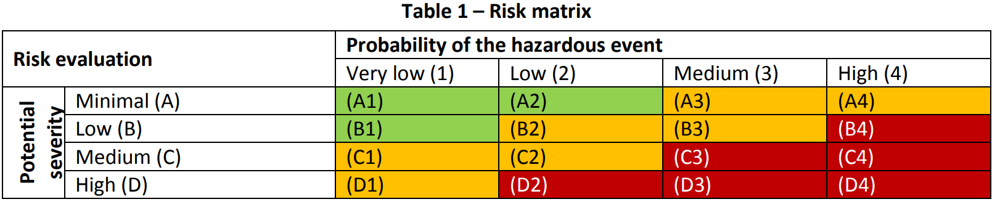 Table 1 – Risk matrix
Risk evaluation
Probability of the hazardous event
Very low (1) Low (2) Medium (3) High (4)
Potential
severity
Minimal (A) (A1) (A2) (A3) (A4)
Low (B) (B1) (B2) (B3) (B4)
Medium (C) (C1) (C2) (C3) (C4)
High (D) (D1) (D2) (D3) (D4)